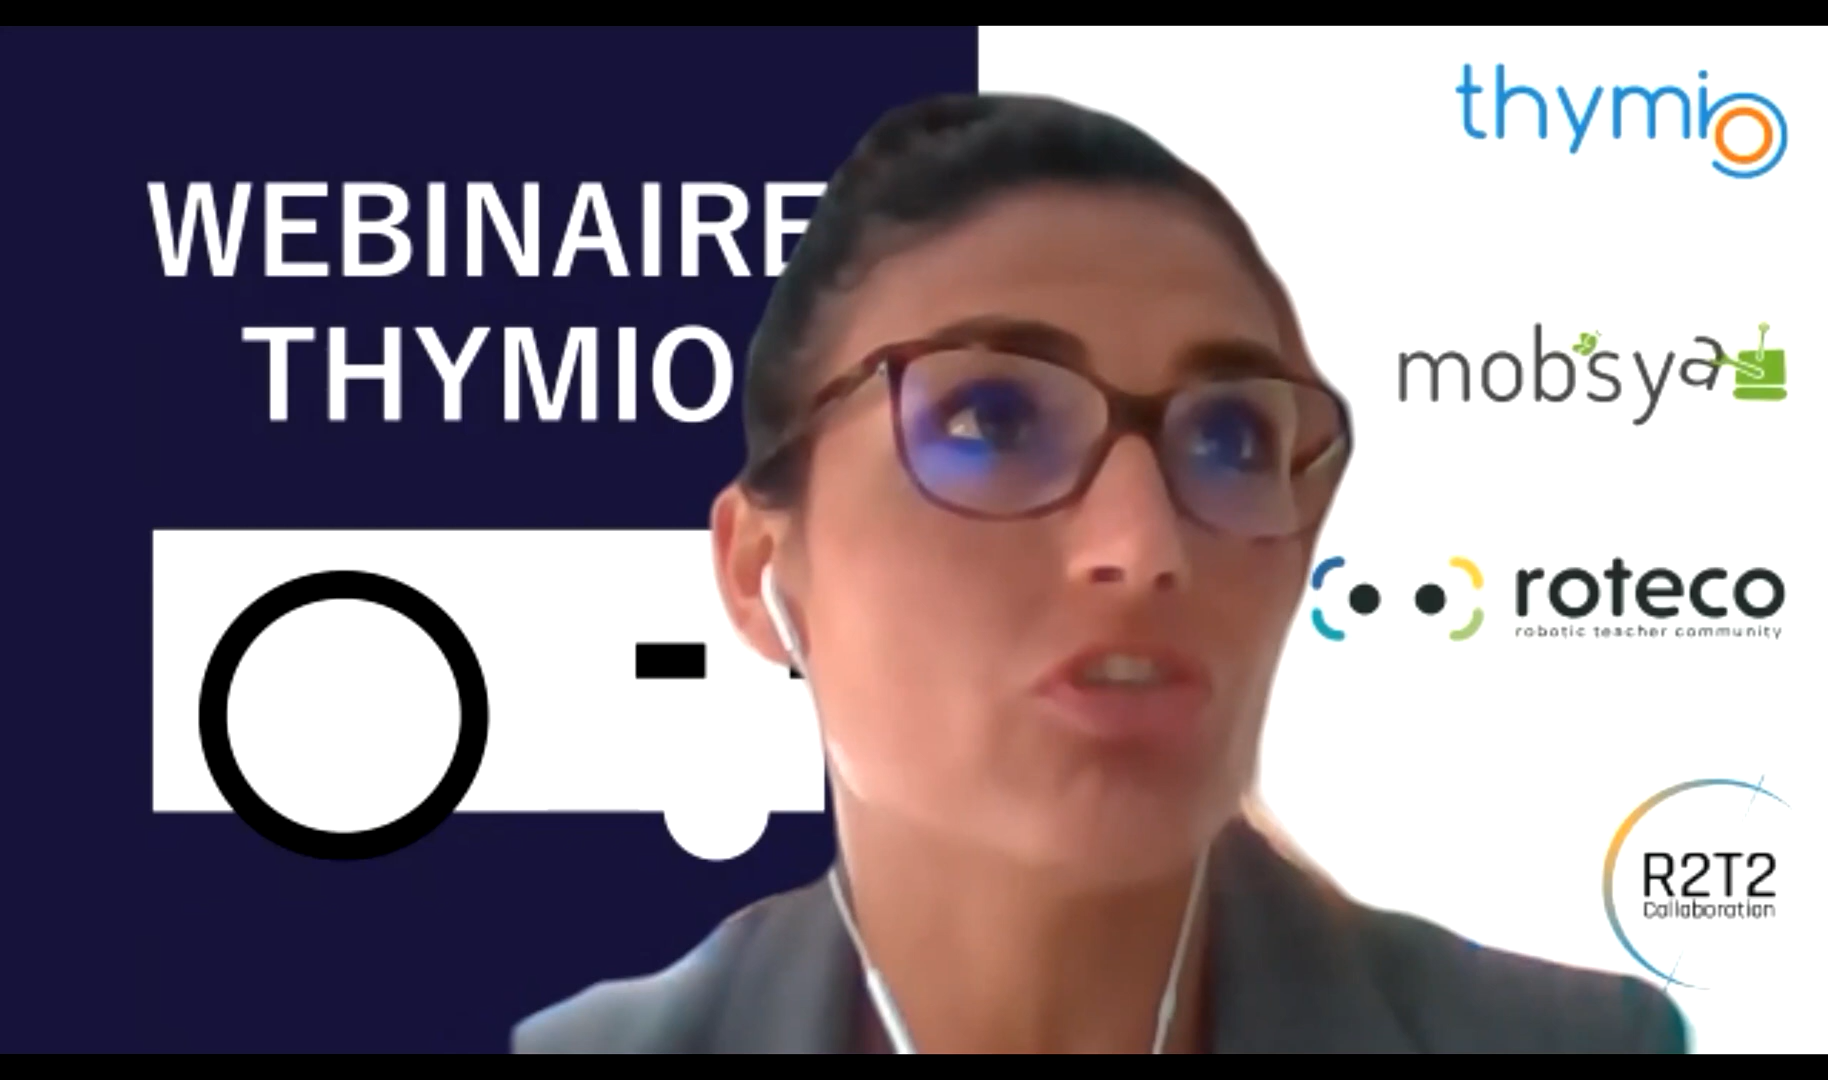 WEBINAIRE
THYMIO
thymio
mobsya
roteco
robotic teacher community
R2T2
Collaboration